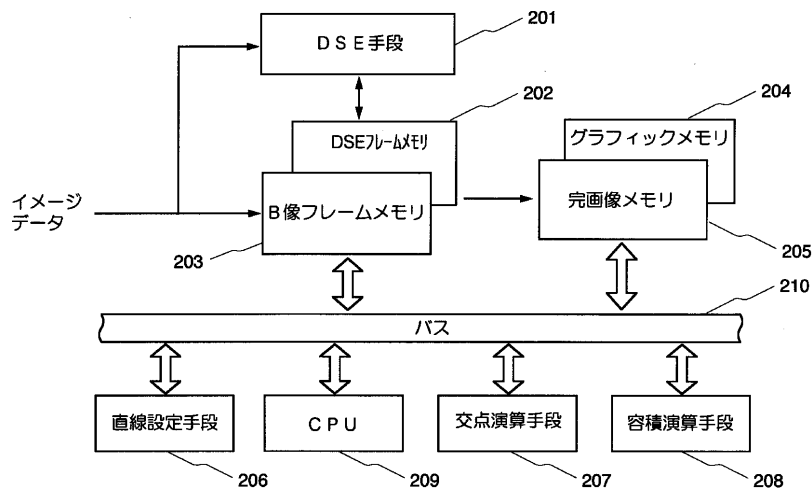 DSE手段
201
202
DSEフレームメモリ
B像フレームメモリ
203
イメージ
データ
204
グラフィックメモリ
完画像メモリ
205
210
バス
直線設定手段
206
CPU
209
交点演算手段
207
容積演算手段
208